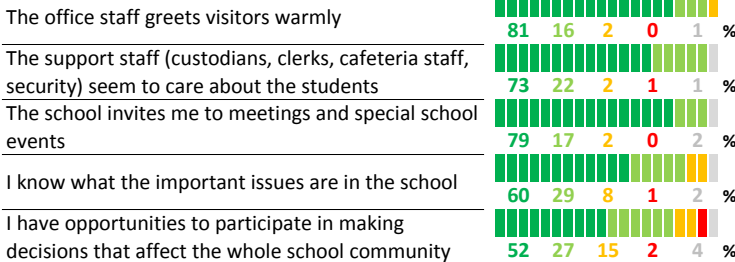 The office staff greets visitors warmly
81 16 2 0 1 %
The support staff (custodians, clerks, cafeteria staff,
security) seem to care about the students
73 22 2 1 1 %
The school invites me to meetings and special school
events
79 17 2 0 2 %
I know what the important issues are in the school
60 29 8 1 2 %
I have opportunities to participate in making
decisions that affect the whole school community
52 27 15 2 4 %